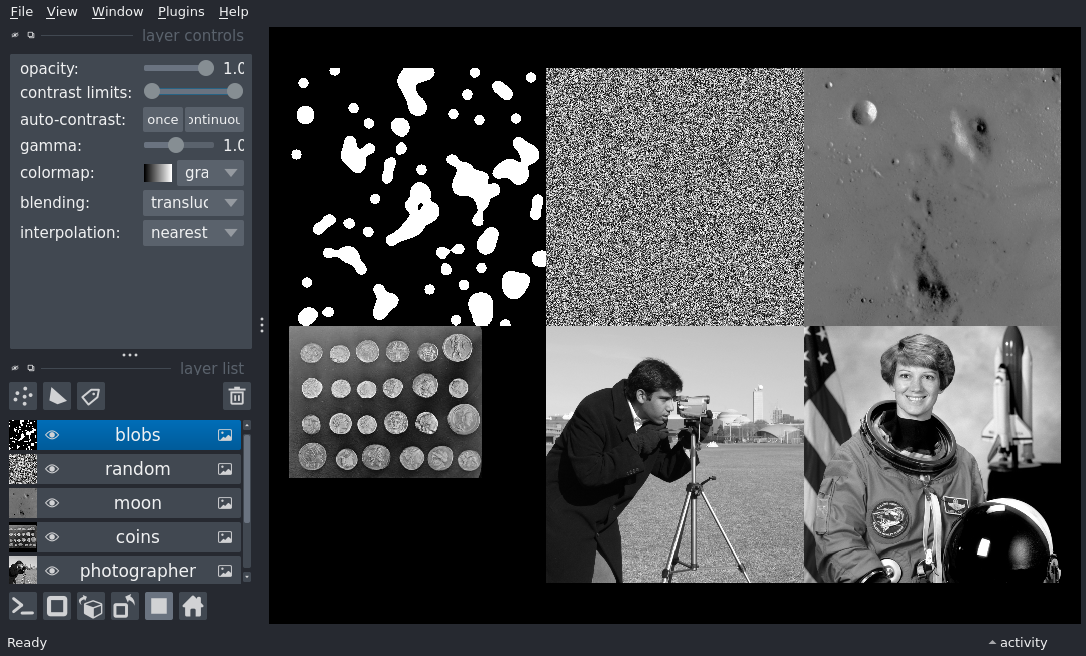 File View Window Plugins Help
layer controls
opacity: 1.0
contrast limits:
auto-contrast: once ontinuou
gamma: 1.0
colormap: gra
blending: transluc
interpolation: nearest
layer list
blobs
random
moon
coins
photographer
Ready
activity